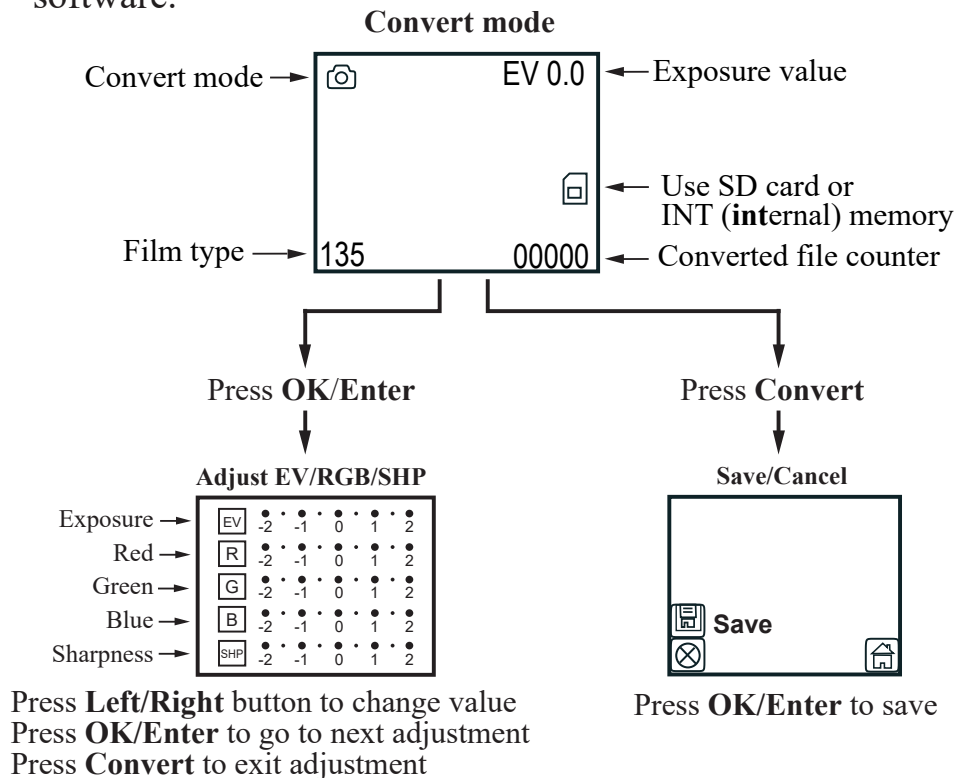 software.
Convert mode
Convert mode
EV 0.0
Exposure value
Use SD card or
INT (internal) memory
Film type
135
00000
Converted file counter
Press OK/Enter
Press Convert
Adjust EV/RGB/SHP
Exposure
EV
-2 -1 0 1 2
Red
R
-2 -1 0 1 2
Green
G
-2 -1 0 1 2
Blue
B
-2 -1 0 1 2
Sharpness
SHP
-2 -1 0 1 2
Press Left/Right button to change value
Press OK/Enter to go to next adjustment
Press Convert to exit adjustment
Save/Cancel
Save
Press OK/Enter to save